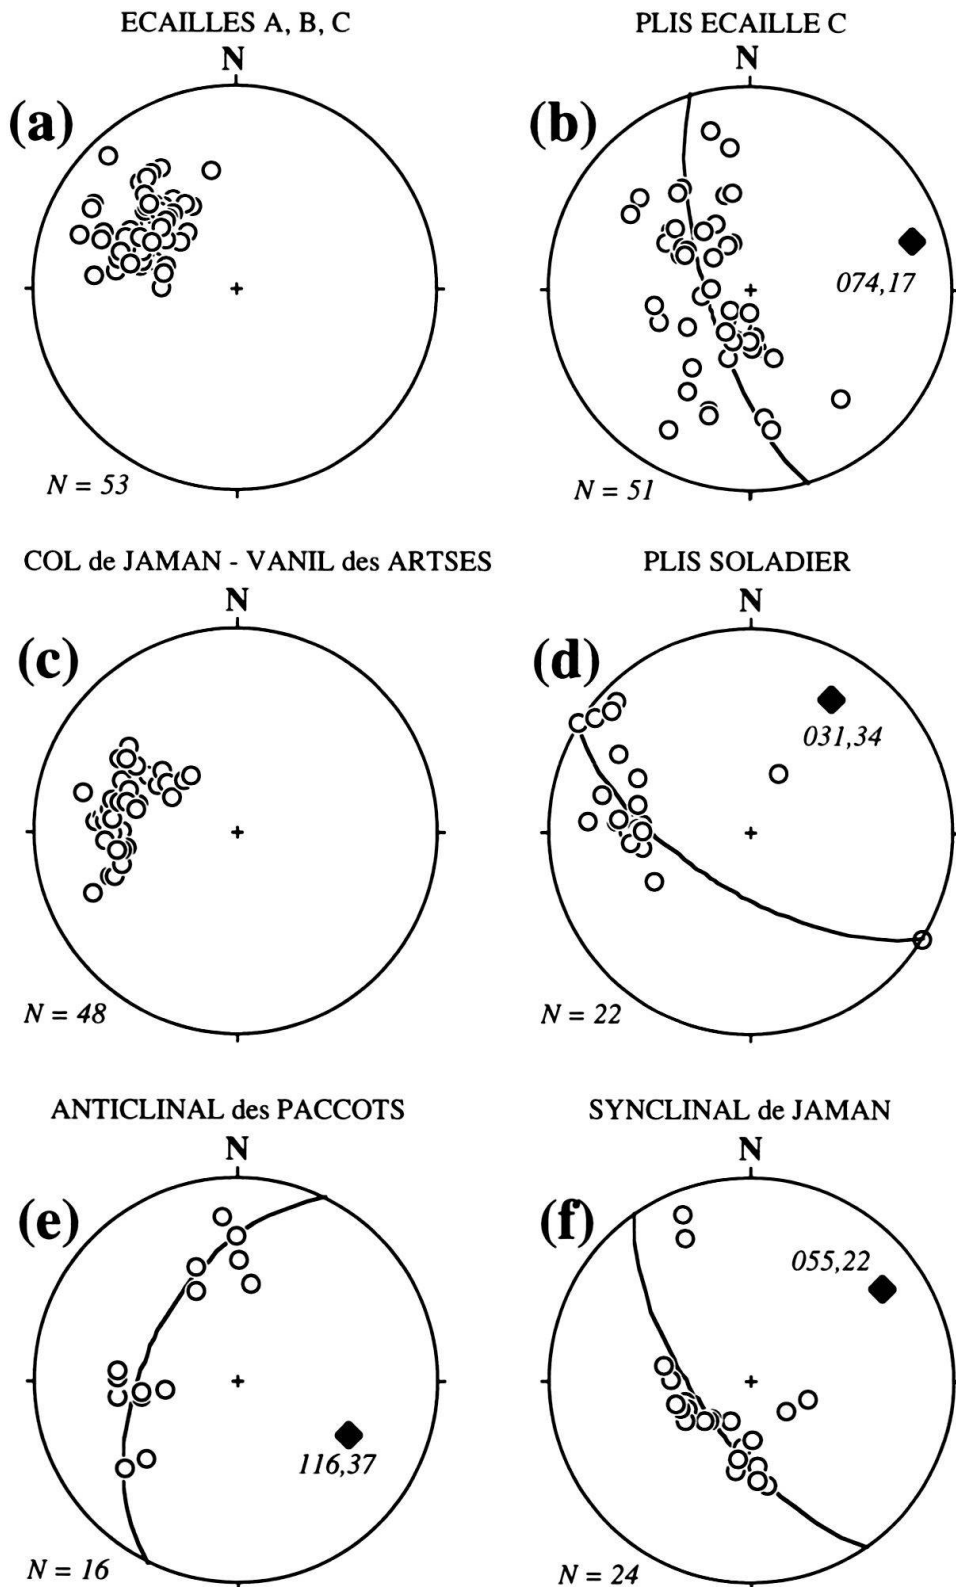 ECAILLES A, B, C
N
(a)
N = 53
PLIS ECAILLE C
N
(b)
074,17
N = 51
COL de JAMAN - VANIL des ARTSES
N
(c)
N = 48
PLIS SOLADIER
N
(d)
031,34
N = 22
ANTICLINAL des PACCOTS
N
(e)
116,37
N = 16
SYNCLINAL de JAMAN
N
(f)
055,22
N = 24